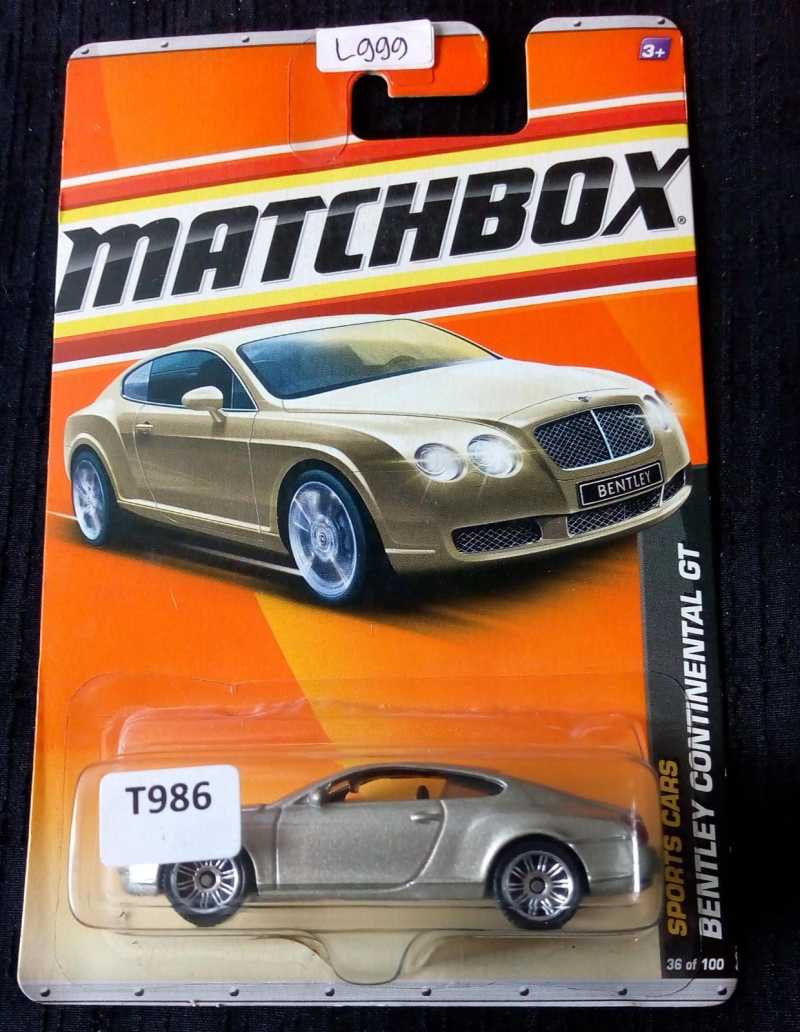 L999
3+
MATCHBOX®
BENTLEY
T986
SPORTS CARS
BENTLEY CONTINENTAL GT
36 of 100